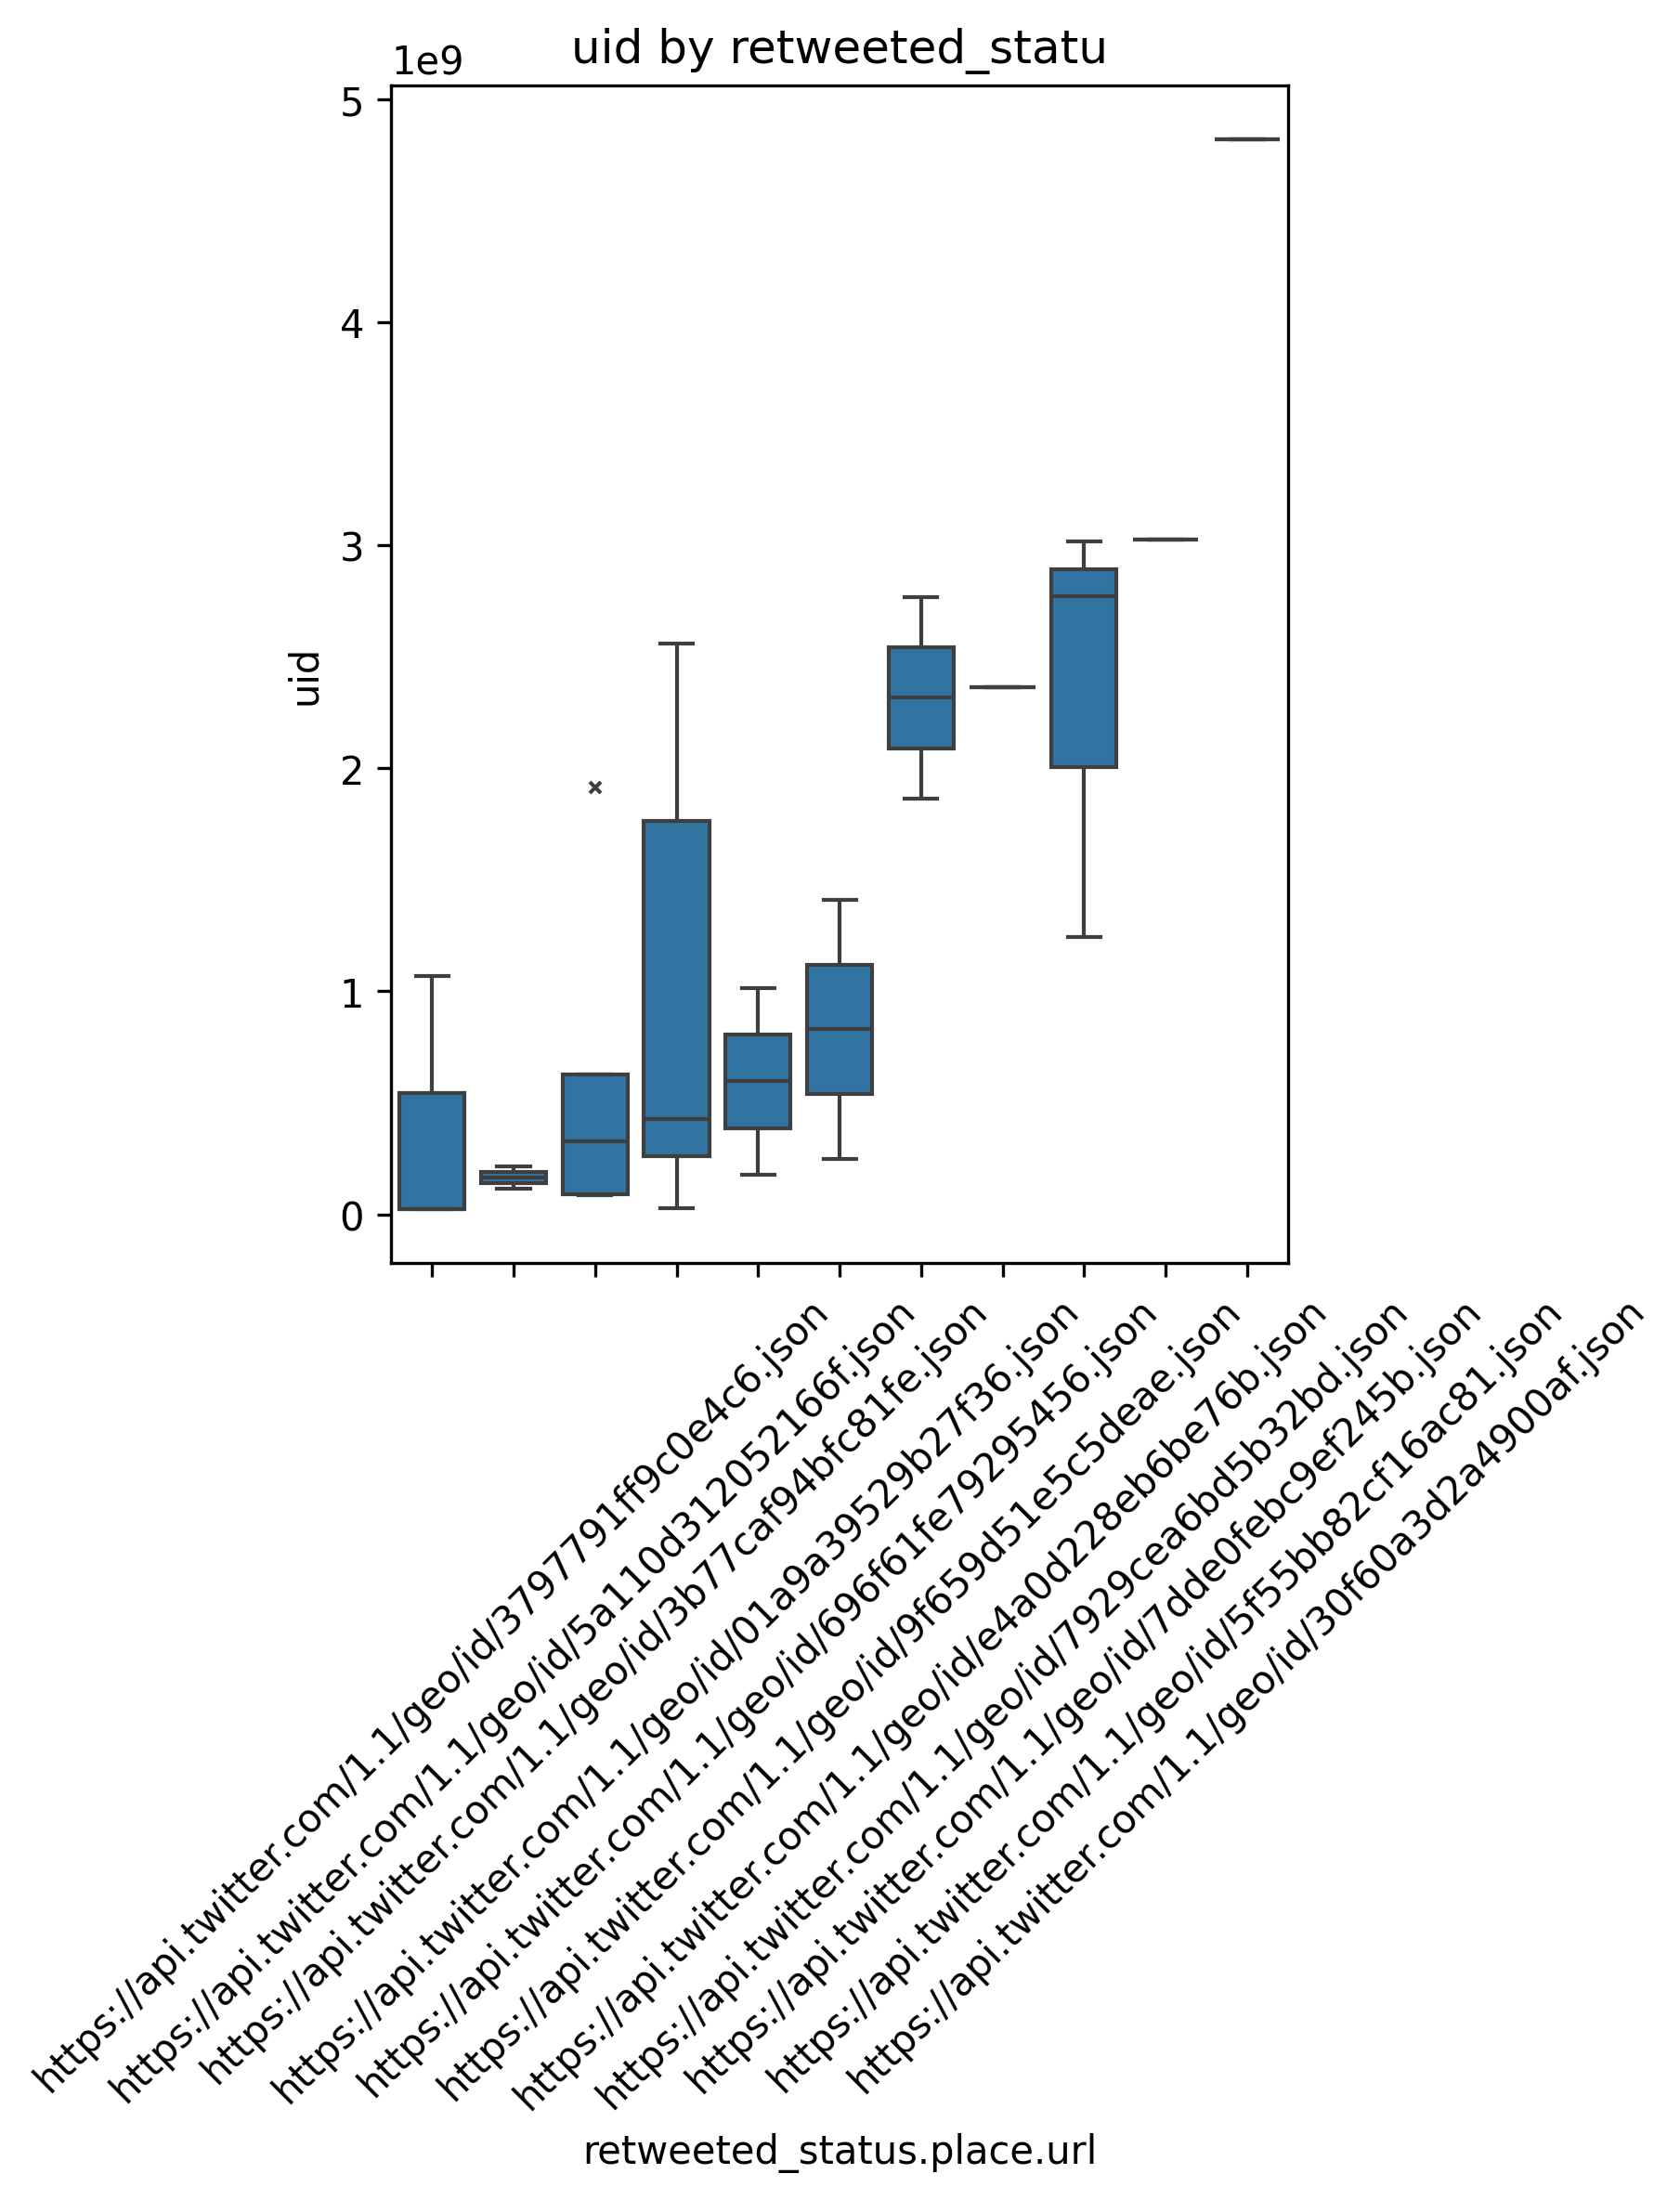 uid by retweeted_statu
1e9
5
4
3
2
1
0
uid
https://api.twitter.com/1.1/geo/id/3797791ff9c0e4c6.json
https://api.twitter.com/1.1/geo/id/5a110d312052166f.json
https://api.twitter.com/1.1/geo/id/3b77caf94bfc81fe.json
https://api.twitter.com/1.1/geo/id/01a9a39529b27f36.json
https://api.twitter.com/1.1/geo/id/696f61fe79295456.json
https://api.twitter.com/1.1/geo/id/9f659d51e5c5deae.json
https://api.twitter.com/1.1/geo/id/e4a0d228eb6be76b.json
https://api.twitter.com/1.1/geo/id/7929cea6bd5b32bd.json
https://api.twitter.com/1.1/geo/id/7dde0febc9ef245b.json
https://api.twitter.com/1.1/geo/id/5f55bb82cf16ac81.json
https://api.twitter.com/1.1/geo/id/30f60a3d2a4900af.json
retweeted_status.place.url